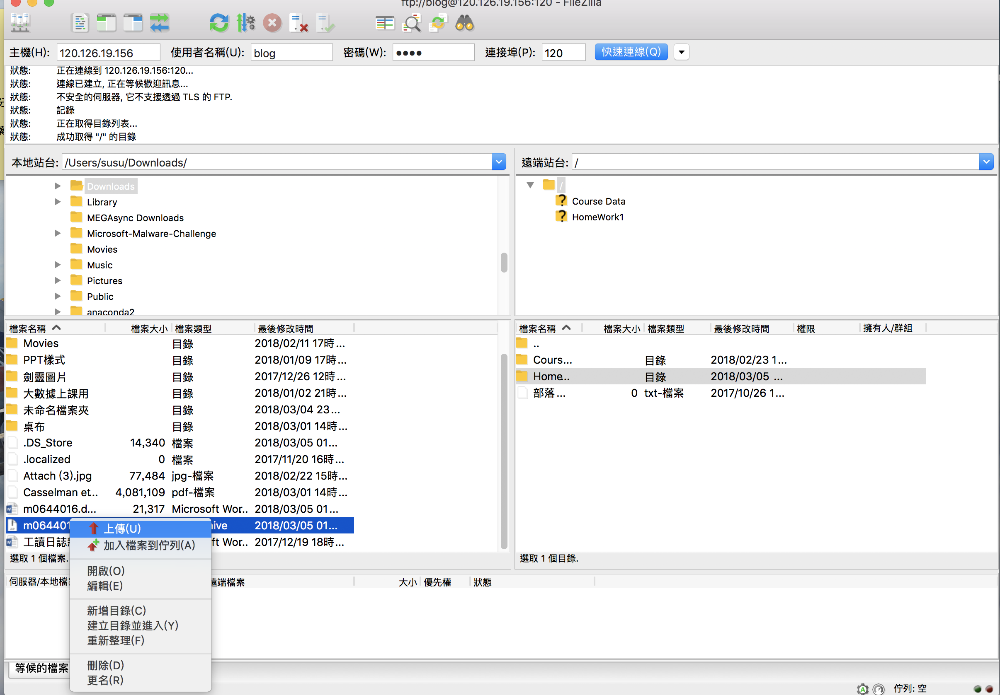 ftp://blog@120.126.19.156:120 - FileZilla
主機(H): 120.126.19.156 使用者名稱(U): blog 密碼(W): ●●●● 連接埠(P): 120 快速連線(Q)
狀態: 正在連線到 120.126.19.156:120...
狀態: 連線已建立, 正在等候歡迎訊息...
狀態: 不安全的伺服器, 它不支援透過 TLS 的 FTP.
狀態: 記錄
狀態: 正在取得目錄列表...
狀態: 成功取得 "/" 的目錄
本地站台: /Users/susu/Downloads/
Downloads
Library
MEGAsync Downloads
Microsoft-Malware-Challenge
Movies
Music
Pictures
Public
anaconda2
遠端站台: /
/
? Course Data
? HomeWork1
檔案名稱 檔案大小 檔案類型 最後修改時間
Movies 目錄 2018/02/11 17時...
PPT樣式 目錄 2018/01/09 17時...
劍靈圖片 目錄 2017/12/26 12時...
大數據上課用 目錄 2018/01/02 21時...
未命名檔案夾 目錄 2018/03/04 23...
桌布 目錄 2018/03/01 14時...
.DS_Store 14,340 檔案 2018/03/05 01...
.localized 0 檔案 2017/11/20 16時...
Attach (3).jpg 77,484 jpg-檔案 2018/02/22 15時...
Casselman et... 4,081,109 pdf-檔案 2018/03/01 14時...
m0644016.d... 21,317 Microsoft Wor... 2018/03/05 01...
m064401 hive 2018/03/05 01...
工讀日誌 ft Wor... 2017/12/19 18時...
選取 1 個檔案.
檔案名稱 檔案大小 檔案類型 最後修改時間 權限 擁有人/群組
..
Cours... 目錄 2018/02/23 1...
Home... 目錄 2018/03/05 ...
部落... 0 txt-檔案 2017/10/26 1...
選取 1 個目錄.
上傳(U)
加入檔案到佇列(A)
開啟(O)
編輯(E)
新增目錄(C)
建立目錄並進入(Y)
重新整理(F)
刪除(D)
更名(R)
伺服器/本地檔 遠端檔案 大小 優先權 狀態
等候的檔案
佇列: 空